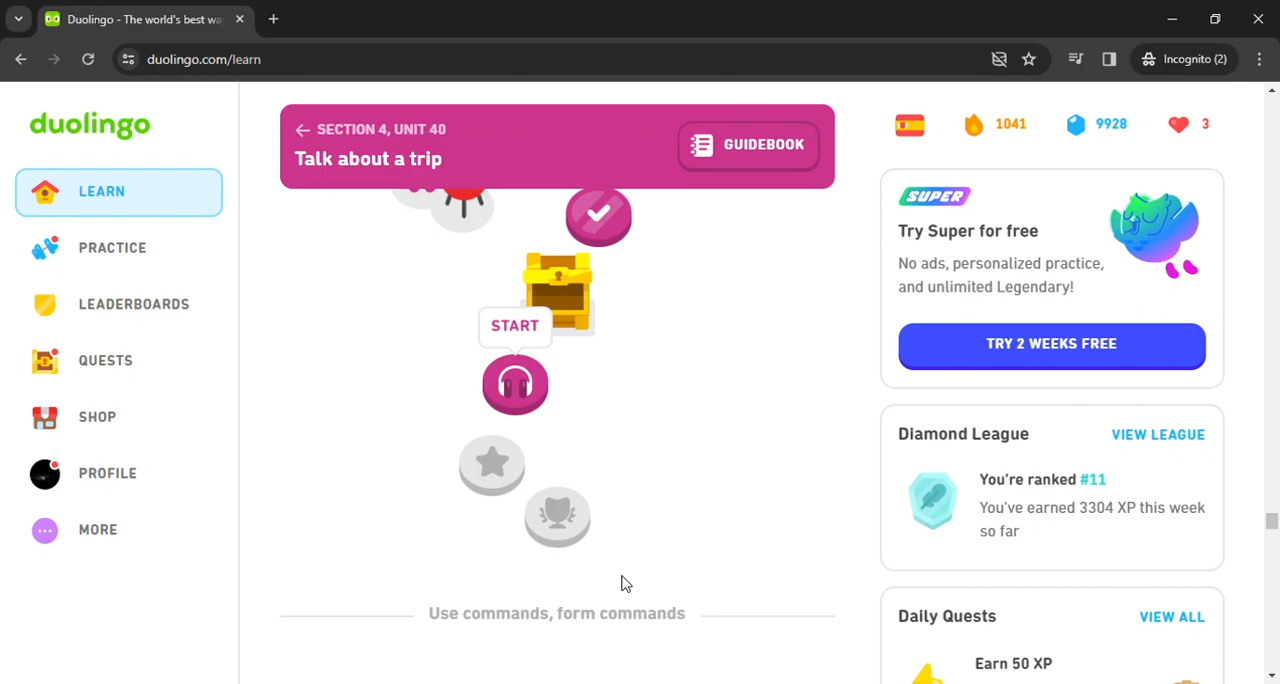 Duolingo - The world's best wa
duolingo.com/learn
Incognito (2)
duolingo
LEARN
PRACTICE
LEADERBOARDS
QUESTS
SHOP
PROFILE
MORE
SECTION 4, UNIT 40
Talk about a trip
GUIDEBOOK
START
Use commands, form commands
1041
9928
3
SUPER
Try Super for free
No ads, personalized practice,
and unlimited Legendary!
TRY 2 WEEKS FREE
Diamond League
VIEW LEAGUE
You're ranked #11
You've earned 3304 XP this week
so far
Daily Quests
VIEW ALL
Earn 50 XP